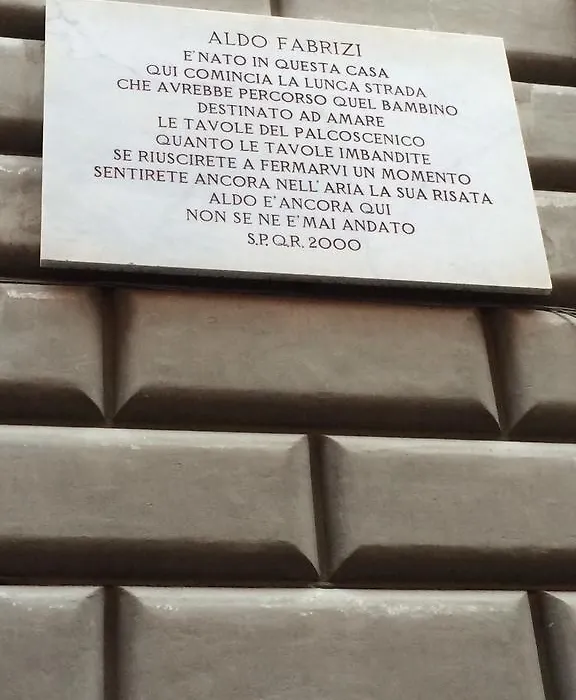 ALDO FABRIZI
E'NATO IN QUESTA CASA
QUI COMINCIA LA LUNGA STRADA
CHE AVREBBE PERCORSO QUEL BAMBINO
DESTINATO AD AMARE
LE TAVOLE DEL PALCOSCENICO
QUANTO LE TAVOLE IMBANDITE
SE RIUSCIRETE A FERMARVI UN MOMENTO
SENTIRETE ANCORA NELL'ARIA LA SUA RISATA
ALDO E'ANCORA QUI
NON SE NE E'MAI ANDATO
S.P.Q.R. 2000